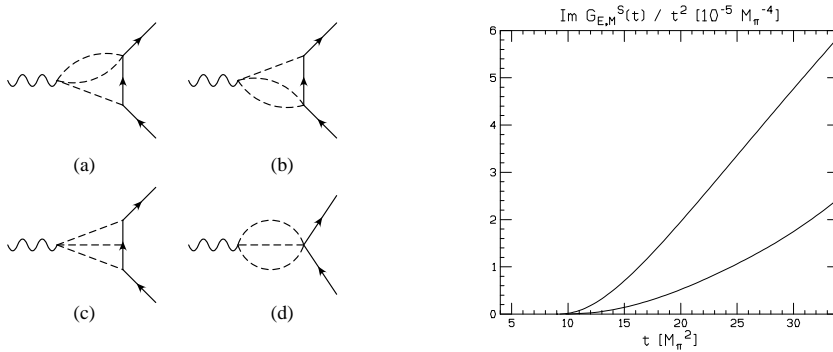 (a)
(b)
(c)
(d)
Im G_{E,M}^S(t) / t^2 [10^{-5} M_π^{-4}]
6
5
4
3
2
1
0
5 10 15 20 25 30
t [M_π^2]